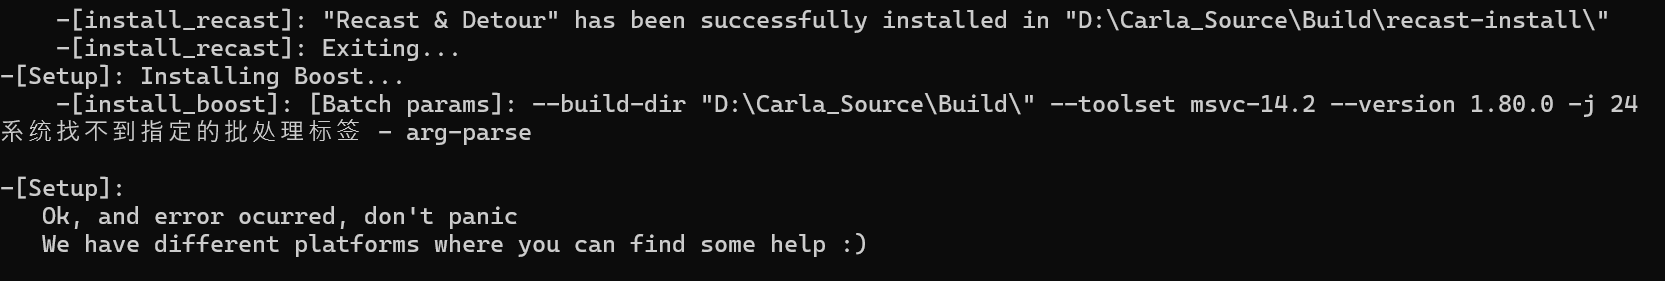 -[install_recast]: "Recast & Detour" has been successfully installed in "D:\Carla_Source\Build\recast-install\"
-[install_recast]: Exiting...
-[Setup]: Installing Boost...
-[install_boost]: [Batch params]: --build-dir "D:\Carla_Source\Build\" --toolset msvc-14.2 --version 1.80.0 -j 24
系统找不到指定的批处理标签 - arg-parse
-[Setup]:
Ok, and error ocurred, don't panic
We have different platforms where you can find some help :)